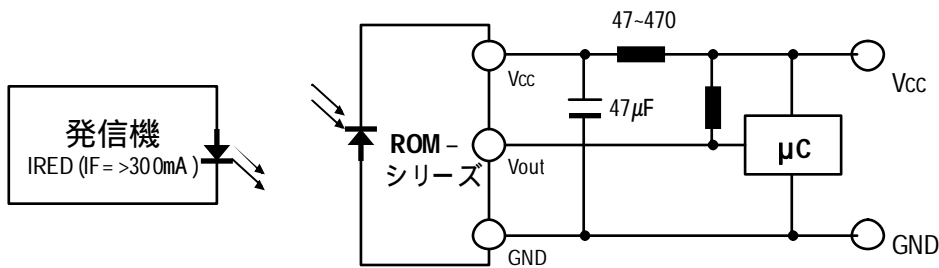 発信機
IRED (IF= >300mA )
ROM–
シリーズ
Vcc
Vout
GND
47~470
47µF
µC
Vcc
GND